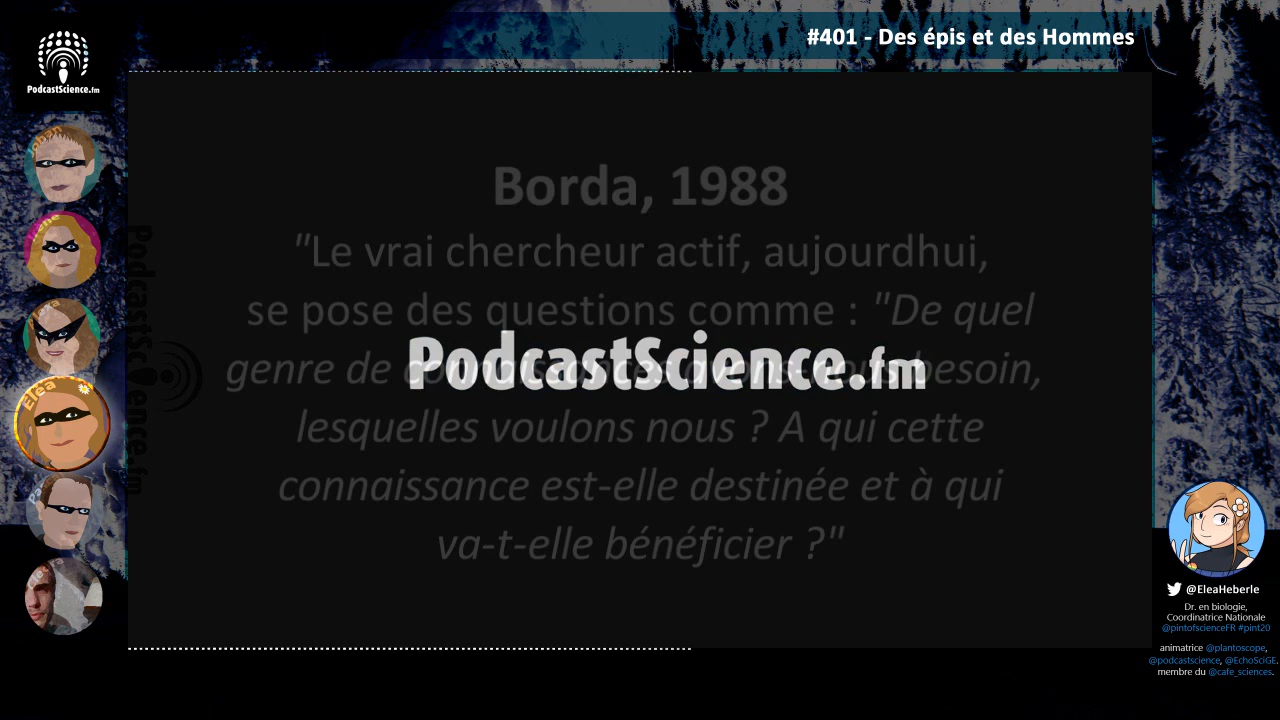 #401 - Des épis et des Hommes
PodcastScience.fm
Borda, 1988
"Le vrai chercheur actif, aujourdhui,
se pose des questions comme : "De quel
genre de besoin,
PodcastScience.fm
lesquelles voulons nous ? A qui cette
connaissance est-elle destinée et à qui
va-t-elle bénéficier ?"
PodcastScience.fm
Eléa
@EleaHeberle
Dr. en biologie,
Coordinatrice Nationale
@pintofscienceFR #pint20
animatrice @plantoscope,
@podcastscience, @EchoSciGE.
membre du @cafe_sciences.